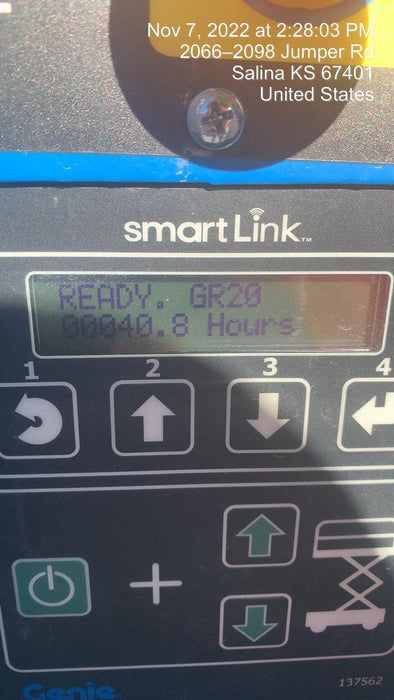 Nov 7, 2022 at 2:28:03 PM
2066–2098 Jumper Rd
Salina KS 67401
United States
smartLink™
READY. GR20
00040.8 Hours
1 2 3 4
Genie
137562